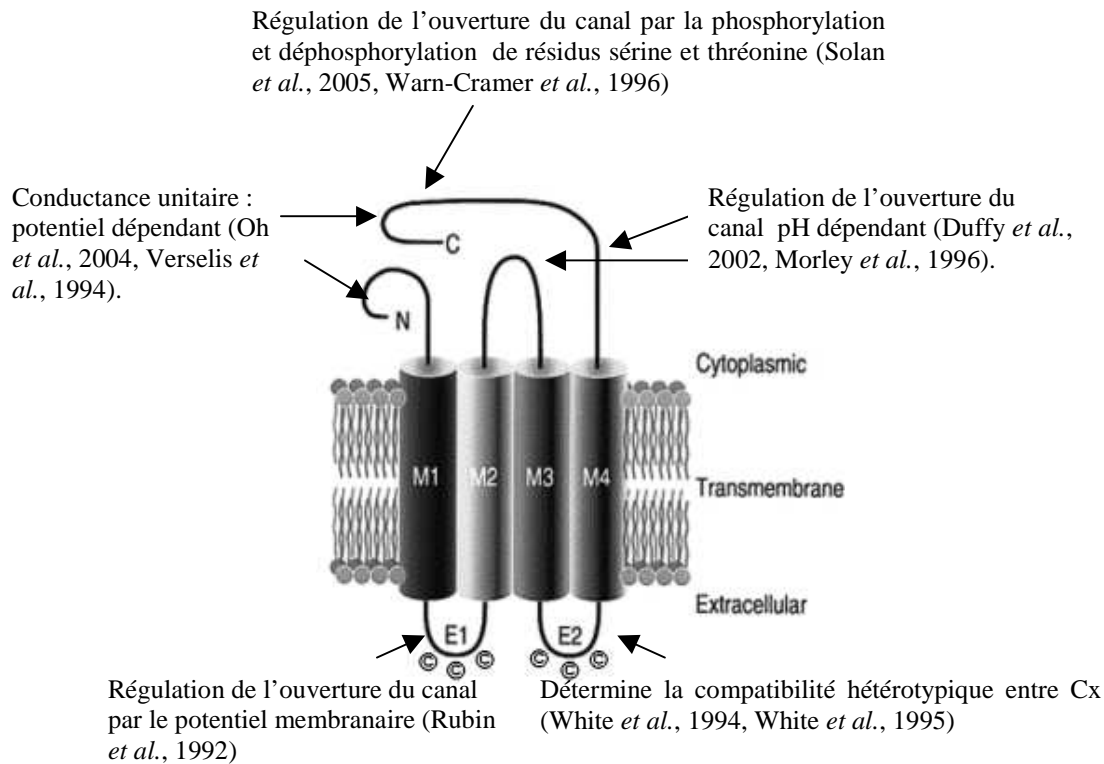 Régulation de l’ouverture du canal par la phosphorylation
et déphosphorylation de résidus sérine et thréonine (Solan
et al., 2005, Warn-Cramer et al., 1996)
Conductance unitaire :
potentiel dépendant (Oh
et al., 2004, Verselis et
al., 1994).
Régulation de l’ouverture du
canal pH dépendant (Duffy et al.,
2002, Morley et al., 1996).
C
N
Cytoplasmic
M1
M2
M3
M4
Transmembrane
Extracellular
E1
E2
© © © © © ©
Régulation de l’ouverture du canal
par le potentiel membranaire (Rubin
et al., 1992)
Détermine la compatibilité hétérotypique entre Cx
(White et al., 1994, White et al., 1995)